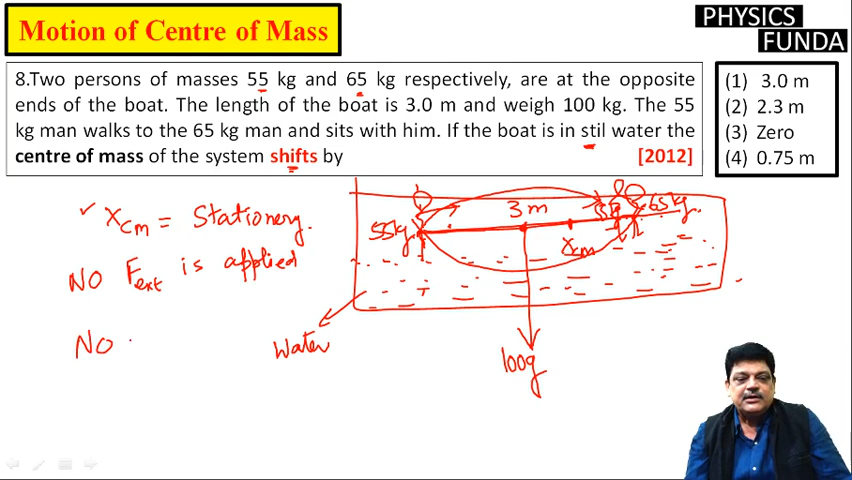 Motion of Centre of Mass
PHYSICS
FUNDA
8.Two persons of masses 55 kg and 65 kg respectively, are at the opposite
ends of the boat. The length of the boat is 3.0 m and weigh 100 kg. The 55
kg man walks to the 65 kg man and sits with him. If the boat is in stil water the
centre of mass of the system shifts by [2012]
(1) 3.0 m
(2) 2.3 m
(3) Zero
(4) 0.75 m
✓ Xcm = Stationery.
NO Fext is applied
NO
55kg
3m
65kg.
Xcm
Water
100g